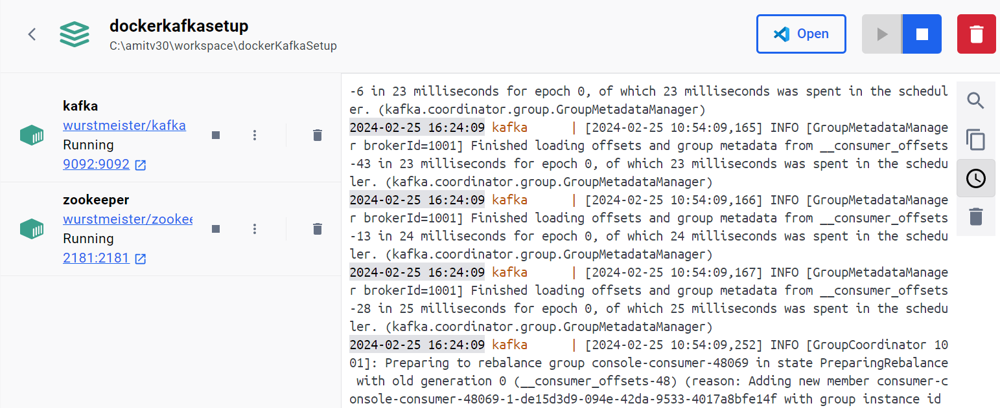 dockerkafkasetup
C:\amitv30\workspace\dockerKafkaSetup
Open
kafka
wurstmeister/kafka
Running
9092:9092
zookeeper
wurstmeister/zookee
Running
2181:2181
-6 in 23 milliseconds for epoch 0, of which 23 milliseconds was spent in the schedul
er. (kafka.coordinator.group.GroupMetadataManager)
2024-02-25 16:24:09 kafka | [2024-02-25 10:54:09,165] INFO [GroupMetadataManage
r brokerId=1001] Finished loading offsets and group metadata from __consumer_offsets
-43 in 23 milliseconds for epoch 0, of which 23 milliseconds was spent in the schedu
ler. (kafka.coordinator.group.GroupMetadataManager)
2024-02-25 16:24:09 kafka | [2024-02-25 10:54:09,166] INFO [GroupMetadataManage
r brokerId=1001] Finished loading offsets and group metadata from __consumer_offsets
-13 in 24 milliseconds for epoch 0, of which 24 milliseconds was spent in the schedu
ler. (kafka.coordinator.group.GroupMetadataManager)
2024-02-25 16:24:09 kafka | [2024-02-25 10:54:09,167] INFO [GroupMetadataManage
r brokerId=1001] Finished loading offsets and group metadata from __consumer_offsets
-28 in 25 milliseconds for epoch 0, of which 25 milliseconds was spent in the schedu
ler. (kafka.coordinator.group.GroupMetadataManager)
2024-02-25 16:24:09 kafka | [2024-02-25 10:54:09,252] INFO [GroupCoordinator 10
01]: Preparing to rebalance group console-consumer-48069 in state PreparingRebalance
with old generation 0 (__consumer_offsets-48) (reason: Adding new member consumer-c
onsole-consumer-48069-1-de15d3d9-094e-42da-9533-4017a8bfe14f with group instance id